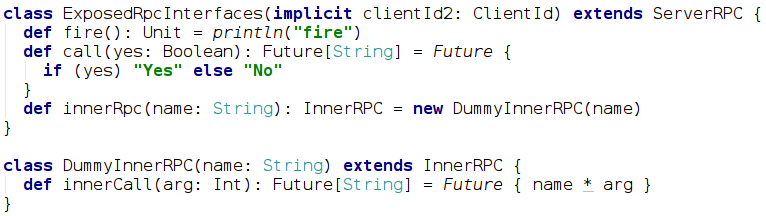 class ExposedRpcInterfaces(implicit clientId2: ClientId) extends ServerRPC {
  def fire(): Unit = println("fire")
  def call(yes: Boolean): Future[String] = Future {
    if (yes) "Yes" else "No"
  }
  def innerRpc(name: String): InnerRPC = new DummyInnerRPC(name)
}

class DummyInnerRPC(name: String) extends InnerRPC {
  def innerCall(arg: Int): Future[String] = Future { name * arg }
}